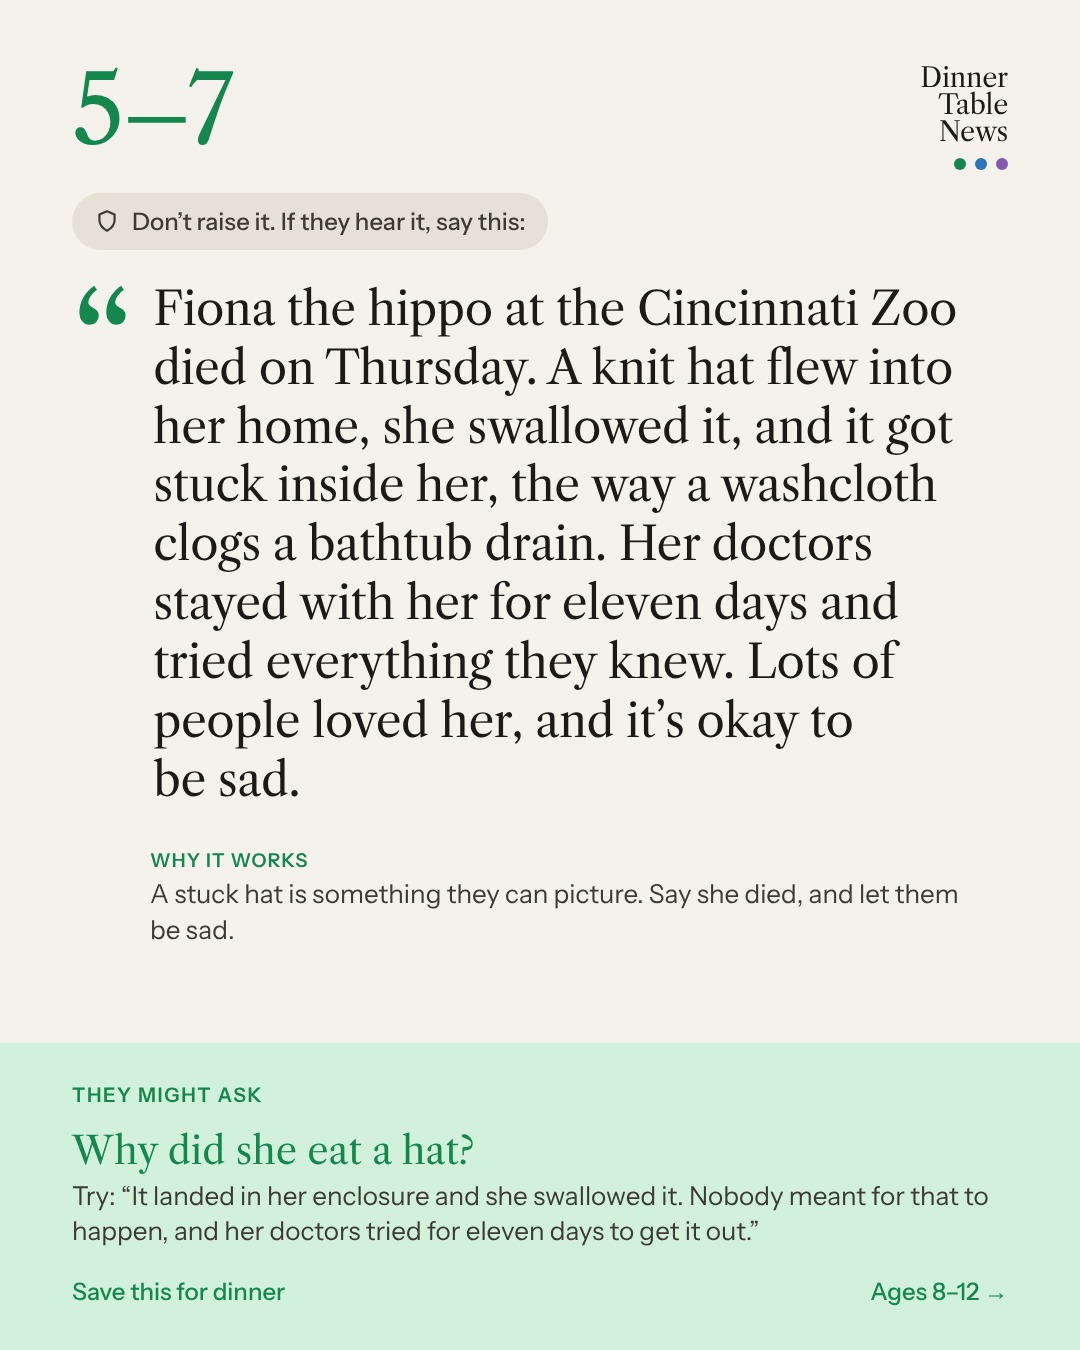 5–7
Dinner
Table
News
Don’t raise it. If they hear it, say this:
“ Fiona the hippo at the Cincinnati Zoo
died on Thursday. A knit hat flew into
her home, she swallowed it, and it got
stuck inside her, the way a washcloth
clogs a bathtub drain. Her doctors
stayed with her for eleven days and
tried everything they knew. Lots of
people loved her, and it’s okay to
be sad.
WHY IT WORKS
A stuck hat is something they can picture. Say she died, and let them
be sad.
THEY MIGHT ASK
Why did she eat a hat?
Try: “It landed in her enclosure and she swallowed it. Nobody meant for that to
happen, and her doctors tried for eleven days to get it out.”
Save this for dinner
Ages 8–12 →